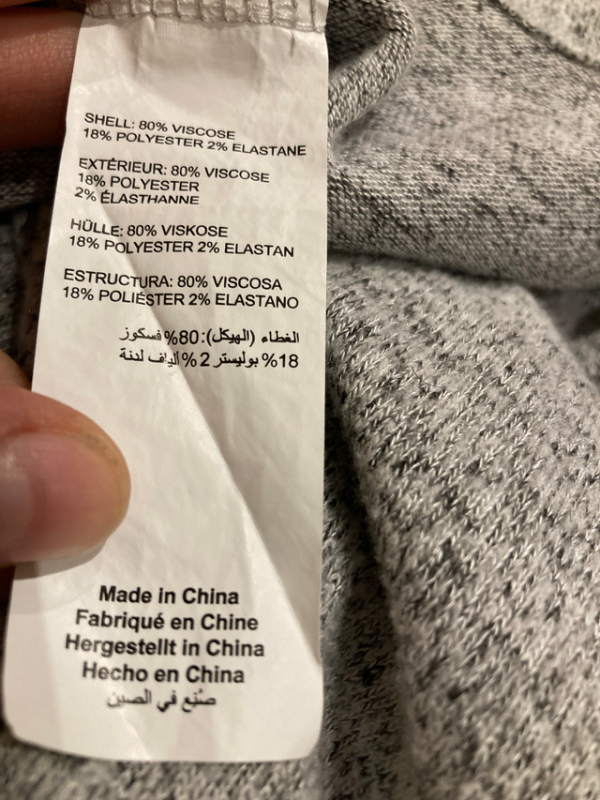 SHELL: 80% VISCOSE
18% POLYESTER 2% ELASTANE
EXTÉRIEUR: 80% VISCOSE
18% POLYESTER
2% ÉLASTHANNE
HÜLLE: 80% VISKOSE
18% POLYESTER 2% ELASTAN
ESTRUCTURA: 80% VISCOSA
18% POLIÉSTER 2% ELASTANO
الغطاء (الهيكل): 80% فسكوز
18% بوليستر 2% ألياف لدنة
Made in China
Fabriqué en Chine
Hergestellt in China
Hecho en China
صُنع في الصين